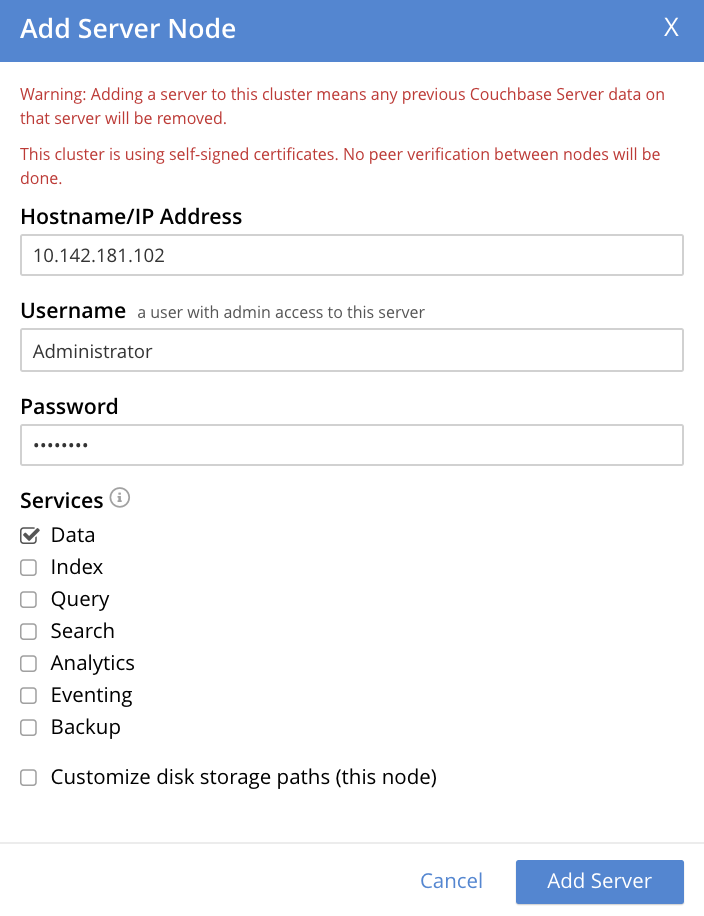 Add Server Node X
Warning: Adding a server to this cluster means any previous Couchbase Server data on
that server will be removed.
This cluster is using self-signed certificates. No peer verification between nodes will be
done.
Hostname/IP Address
10.142.181.102
Username a user with admin access to this server
Administrator
Password
••••••••
Services i
Data
Index
Query
Search
Analytics
Eventing
Backup
Customize disk storage paths (this node)
Cancel Add Server